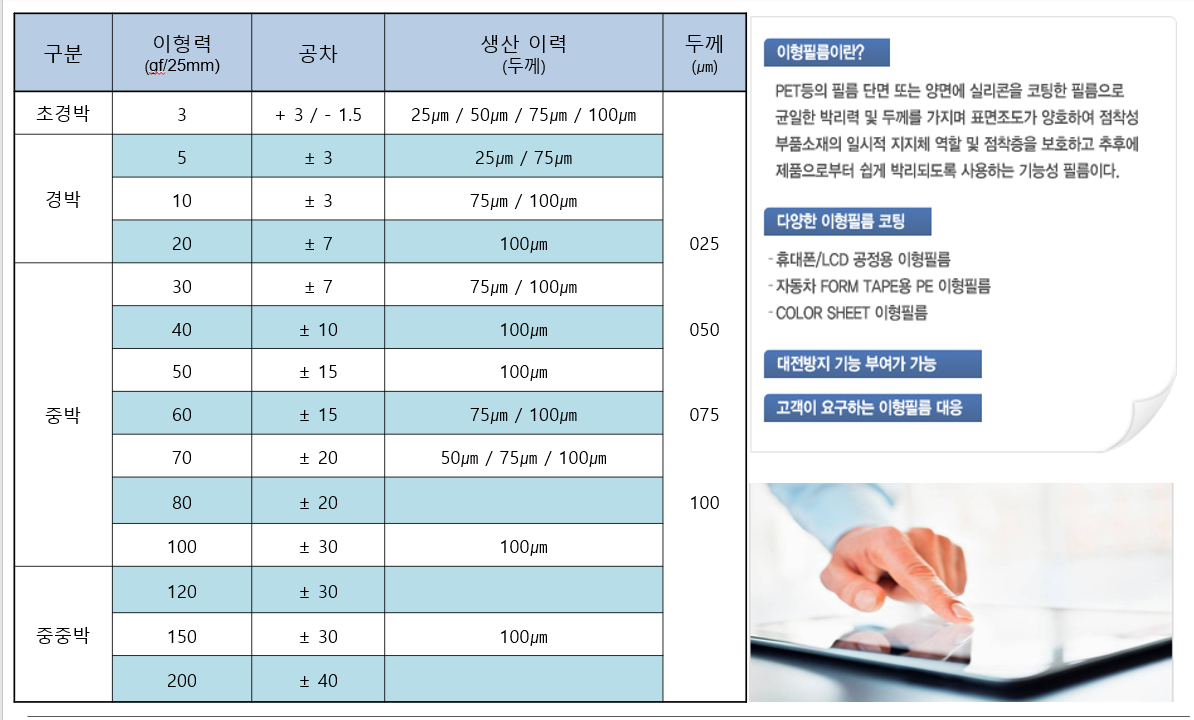 구분 이형력 (gf/25mm) 공차 생산 이력 (두께) 두께 (㎛)
초경박 3 + 3 / - 1.5 25㎛ / 50㎛ / 75㎛ / 100㎛
5 ± 3 25㎛ / 75㎛
경박 10 ± 3 75㎛ / 100㎛
20 ± 7 100㎛ 025
30 ± 7 75㎛ / 100㎛
40 ± 10 100㎛ 050
50 ± 15 100㎛
중박 60 ± 15 75㎛ / 100㎛ 075
70 ± 20 50㎛ / 75㎛ / 100㎛
80 ± 20 100
100 ± 30 100㎛
120 ± 30
중중박 150 ± 30 100㎛
200 ± 40
이형필름이란?
PET등의 필름 단면 또는 양면에 실리콘을 코팅한 필름으로
균일한 박리력 및 두께를 가지며 표면조도가 양호하여 점착성
부품소재의 일시적 지지체 역할 및 점착층을 보호하고 추후에
제품으로부터 쉽게 박리되도록 사용하는 기능성 필름이다.
다양한 이형필름 코팅
- 휴대폰/LCD 공정용 이형필름
- 자동차 FORM TAPE용 PE 이형필름
- COLOR SHEET 이형필름
대전방지 기능 부여가 가능
고객이 요구하는 이형필름 대응